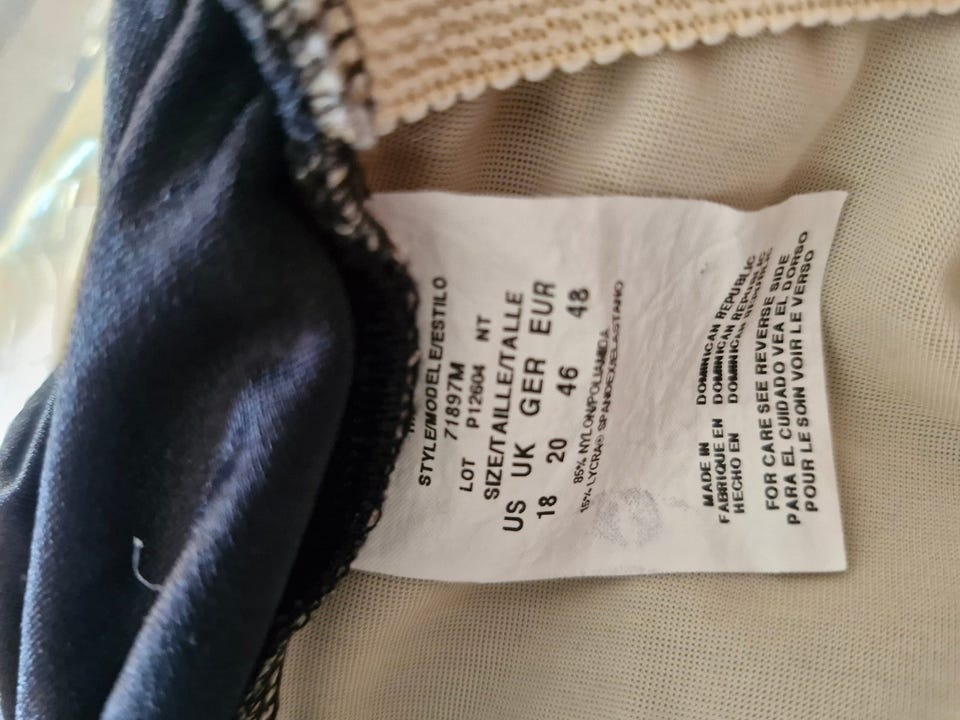 STYLE/MODELE/ESTILO
71897M
LOT P12604 NT
SIZE/TAILLE/TALLE
US UK GER EUR
18 20 46 48
85% NYLON/POLIAMIDA
15% LYCRA® SPANDEX/ELASTANO
MADE IN DOMINICAN REPUBLIC
FABRIQUE EN DOMINICAN REPUBLIC
HECHO EN DOMINICAN REPUBLIC
FOR CARE SEE REVERSE SIDE
PARA EL CUIDADO VEA EL DORSO
POUR LE SOIN VOIR LE VERSO